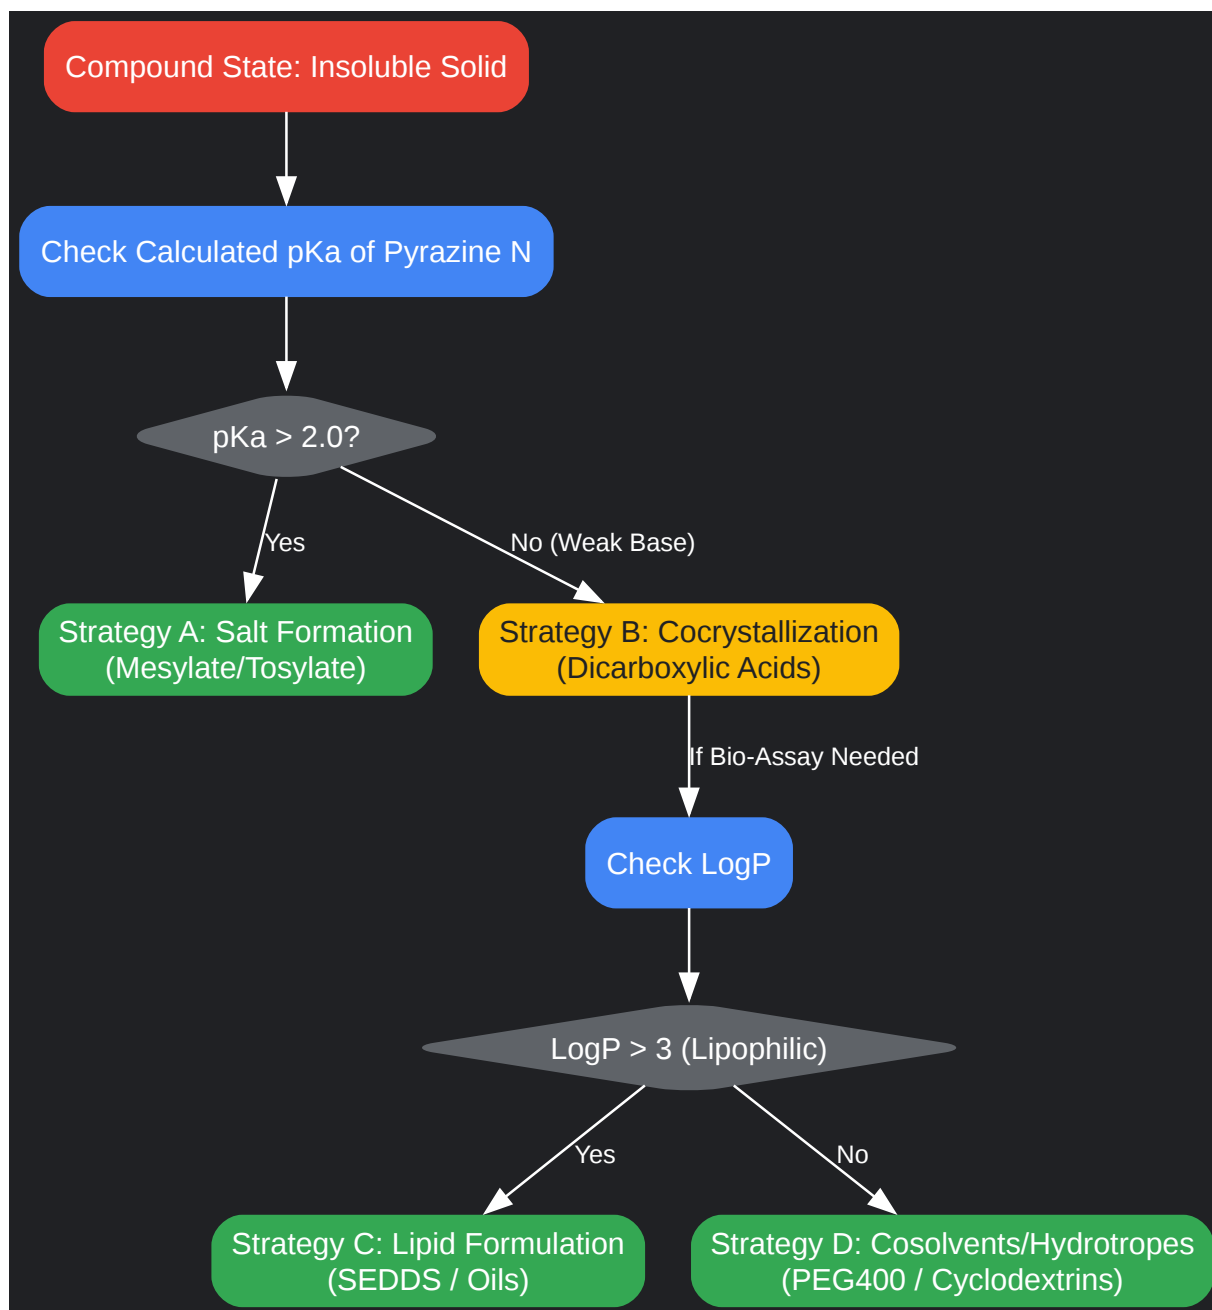 Compound State: Insoluble Solid
Check Calculated pKa of Pyrazine N
pKa > 2.0?
Yes
No (Weak Base)
Strategy A: Salt Formation
(Mesylate/Tosylate)
Strategy B: Cocrystallization
(Dicarboxylic Acids)
If Bio-Assay Needed
Check LogP
LogP > 3 (Lipophilic)
Yes
No
Strategy C: Lipid Formulation
(SEDDS / Oils)
Strategy D: Cosolvents/Hydrotropes
(PEG400 / Cyclodextrins)